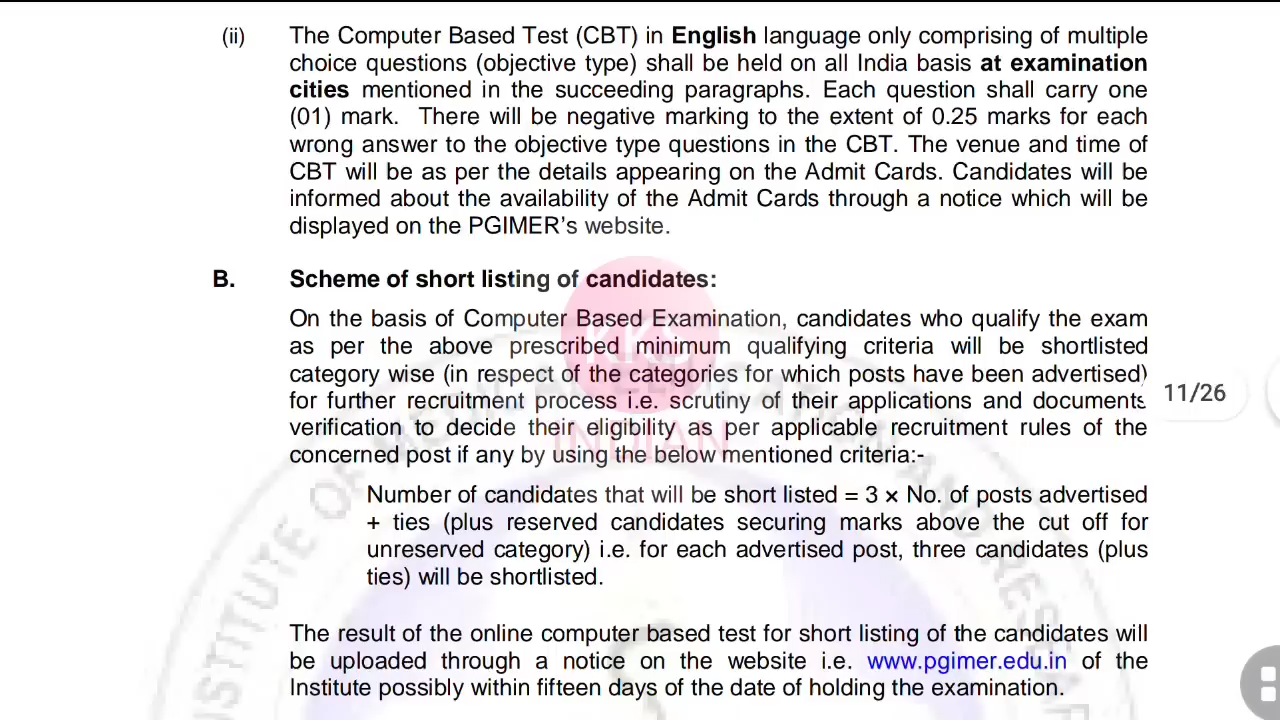 (ii) The Computer Based Test (CBT) in English language only comprising of multiple
choice questions (objective type) shall be held on all India basis at examination
cities mentioned in the succeeding paragraphs. Each question shall carry one
(01) mark. There will be negative marking to the extent of 0.25 marks for each
wrong answer to the objective type questions in the CBT. The venue and time of
CBT will be as per the details appearing on the Admit Cards. Candidates will be
informed about the availability of the Admit Cards through a notice which will be
displayed on the PGIMER's website.
B. Scheme of short listing of candidates:
On the basis of Computer Based Examination, candidates who qualify the exam
as per the above prescribed minimum qualifying criteria will be shortlisted
category wise (in respect of the categories for which posts have been advertised)
for further recruitment process i.e. scrutiny of their applications and documents
verification to decide their eligibility as per applicable recruitment rules of the
concerned post if any by using the below mentioned criteria:-
Number of candidates that will be short listed = 3 × No. of posts advertised
+ ties (plus reserved candidates securing marks above the cut off for
unreserved category) i.e. for each advertised post, three candidates (plus
ties) will be shortlisted.
The result of the online computer based test for short listing of the candidates will
be uploaded through a notice on the website i.e. www.pgimer.edu.in of the
Institute possibly within fifteen days of the date of holding the examination.
11/26
KKS
INDIAN